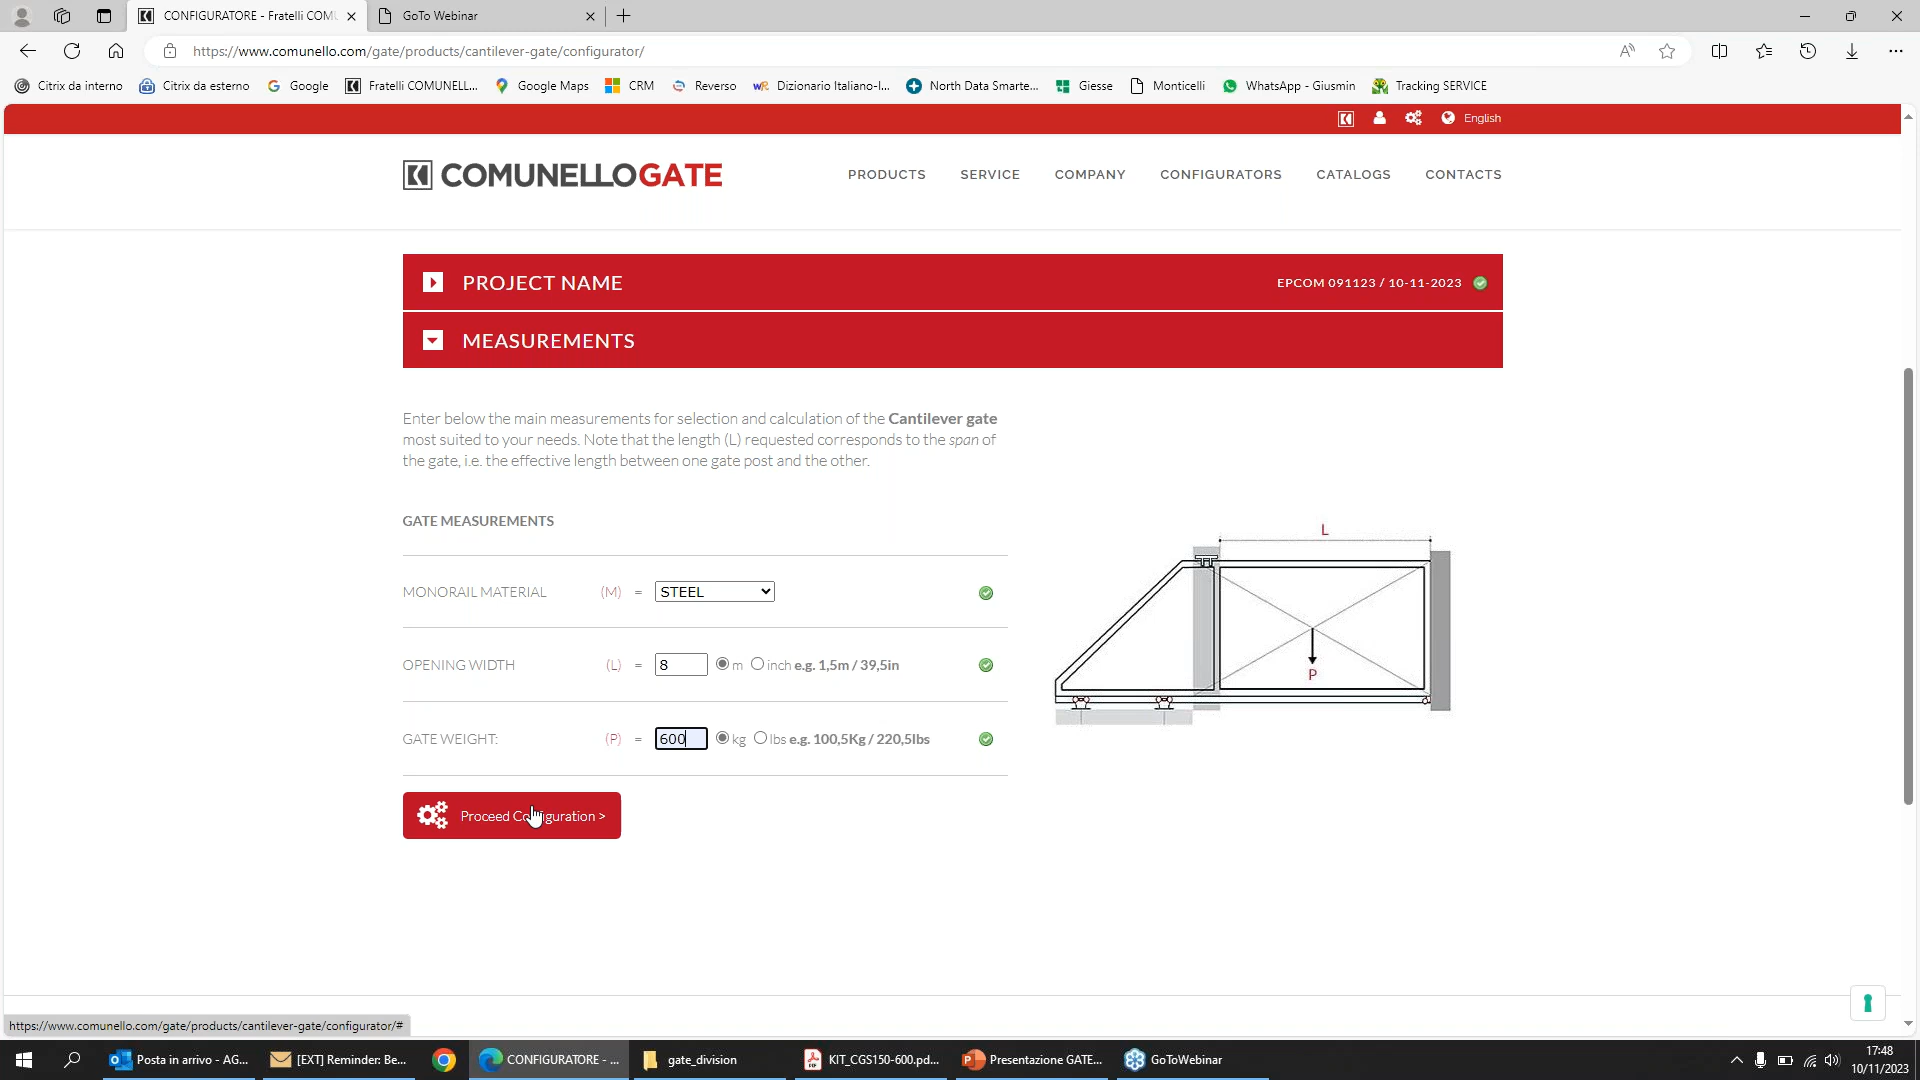 CONFIGURATORE - Fratelli COMU
GoTo Webinar
https://www.comunello.com/gate/products/cantilever-gate/configurator/
Citrix da interno
Citrix da esterno
Google
Fratelli COMUNELL...
Google Maps
CRM
Reverso
Dizionario Italiano-I...
North Data Smarte...
Giesse
Monticelli
WhatsApp - Giusmin
Tracking SERVICE
English
COMUNELLOGATE
PRODUCTS
SERVICE
COMPANY
CONFIGURATORS
CATALOGS
CONTACTS
PROJECT NAME
EPCOM 091123 / 10-11-2023
MEASUREMENTS
Enter below the main measurements for selection and calculation of the Cantilever gate
most suited to your needs. Note that the length (L) requested corresponds to the span of
the gate, i.e. the effective length between one gate post and the other.
GATE MEASUREMENTS
MONORAIL MATERIAL (M) = STEEL
OPENING WIDTH (L) = 8 m inch e.g. 1,5m / 39,5in
GATE WEIGHT: (P) = 600 kg lbs e.g. 100,5Kg / 220,5lbs
L
P
Proceed Configuration >
https://www.comunello.com/gate/products/cantilever-gate/configurator/#
Posta in arrivo - AG...
[EXT] Reminder: Be...
CONFIGURATORE - ...
gate_division
KIT_CGS150-600.pd...
Presentazione GATE...
GoToWebinar
17:48
10/11/2023